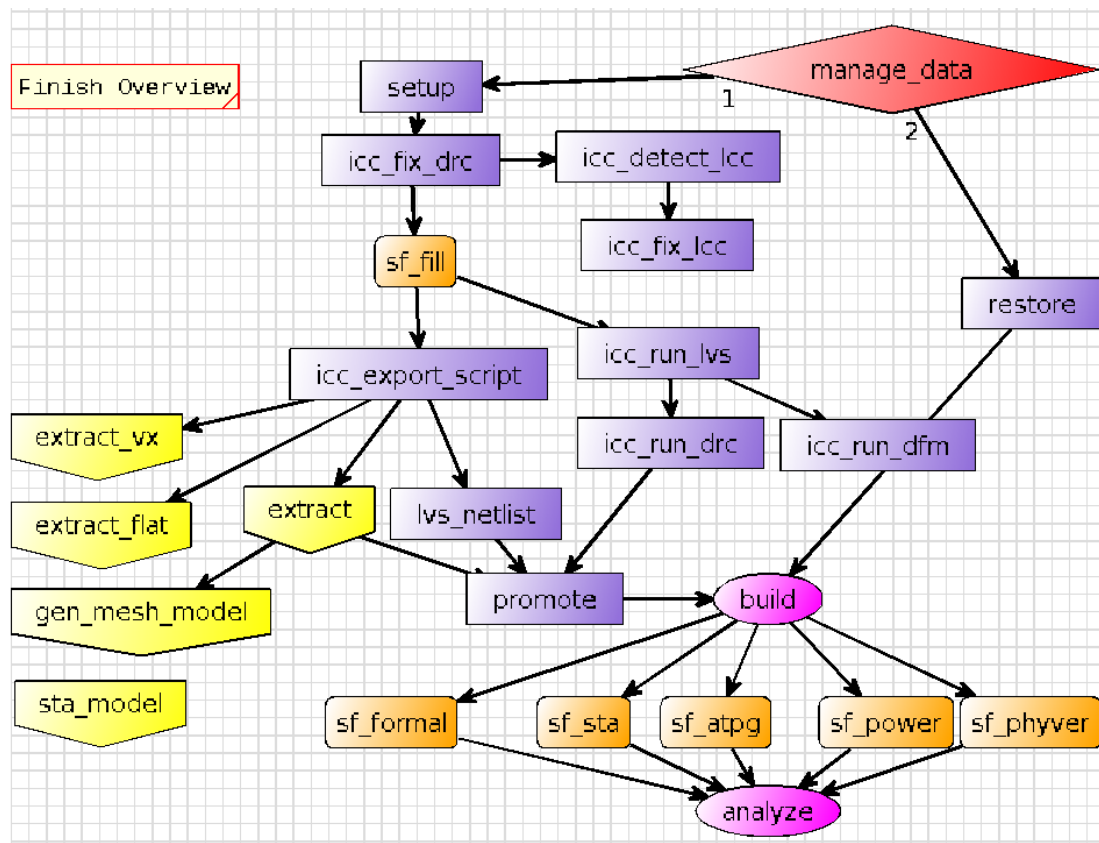 manage_data
Finish Overview
setup
1
2
icc_fix_drc
icc_detect_lcc
icc_fix_lcc
sf_fill
restore
icc_run_lvs
icc_export_script
extract_vx
icc_run_drc
icc_run_dfm
extract_flat
extract
lvs_netlist
gen_mesh_model
promote
build
sta_model
sf_formal
sf_sta
sf_atpg
sf_power
sf_phyver
analyze